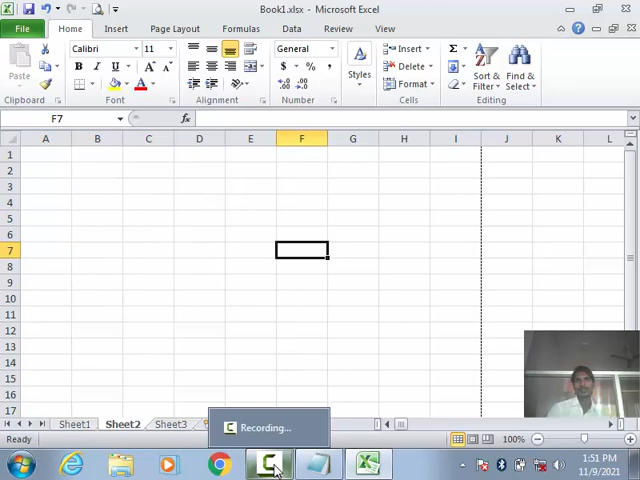 Book1.xlsx - Microsoft Excel
File Home Insert Page Layout Formulas Data Review View
Paste
Clipboard
Calibri 11
B I U A A
Font
Alignment
General
$ % ,
Number
Styles
Insert
Delete
Format
Cells
Σ
Sort & Filter
Find & Select
Editing
F7 fx
A B C D E F G H I J K L
1
2
3
4
5
6
7
8
9
10
11
12
13
14
15
16
17
Sheet1 Sheet2 Sheet3
Recording...
Ready 100%
1:51 PM
11/9/2021